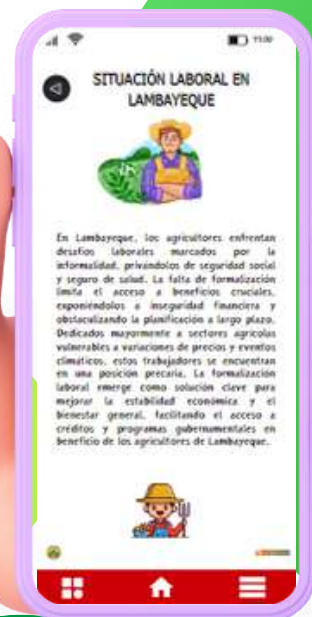 11:00
SITUACIÓN LABORAL EN
LAMBAYEQUE
En Lambayeque, los agricultores enfrentan
desafíos laborales marcados por la
informalidad, privándolos de seguridad social
y seguro de salud. La falta de formalización
limita el acceso a beneficios cruciales,
exponiéndolos a inseguridad financiera y
obstaculizando la planificación a largo plazo.
Dedicados mayormente a sectores agrícolas
vulnerables a variaciones de precios y eventos
climáticos, estos trabajadores se encuentran
en una posición precaria. La formalización
laboral emerge como solución clave para
mejorar la estabilidad económica y el
bienestar general, facilitando el acceso a
créditos y programas gubernamentales en
beneficio de los agricultores de Lambayeque.